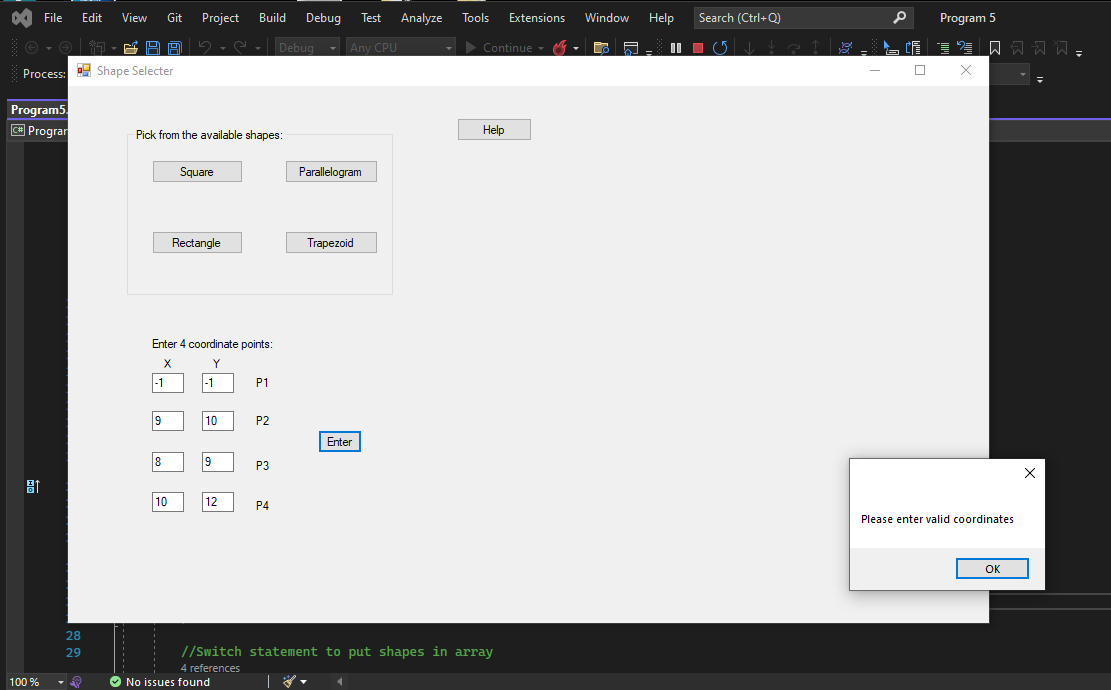 File Edit View Git Project Build Debug Test Analyze Tools Extensions Window Help Search (Ctrl+Q) Program 5
Debug Any CPU Continue
Process:
Shape Selecter
Program5.
C# Program
Pick from the available shapes:
Help
Square Parallelogram
Rectangle Trapezoid
Enter 4 coordinate points:
X Y
-1 -1 P1
9 10 P2
Enter
8 9 P3
10 12 P4
Please enter valid coordinates
OK
28
29 //Switch statement to put shapes in array
4 references
100 % No issues found